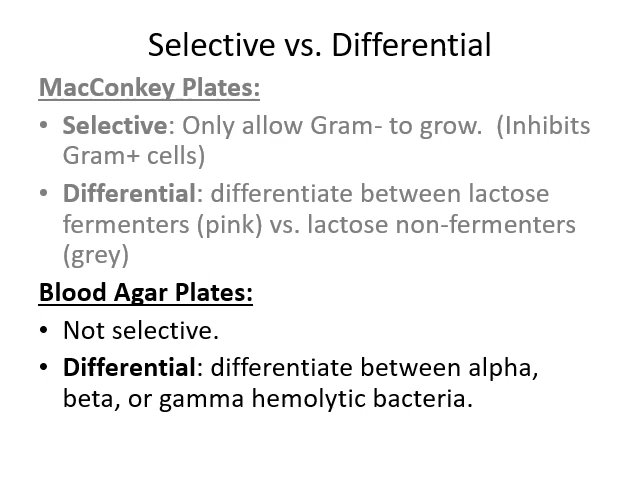 Selective vs. Differential
MacConkey Plates:
• Selective: Only allow Gram- to grow.  (Inhibits
Gram+ cells)
• Differential: differentiate between lactose
fermenters (pink) vs. lactose non-fermenters
(grey)
Blood Agar Plates:
• Not selective.
• Differential: differentiate between alpha,
beta, or gamma hemolytic bacteria.